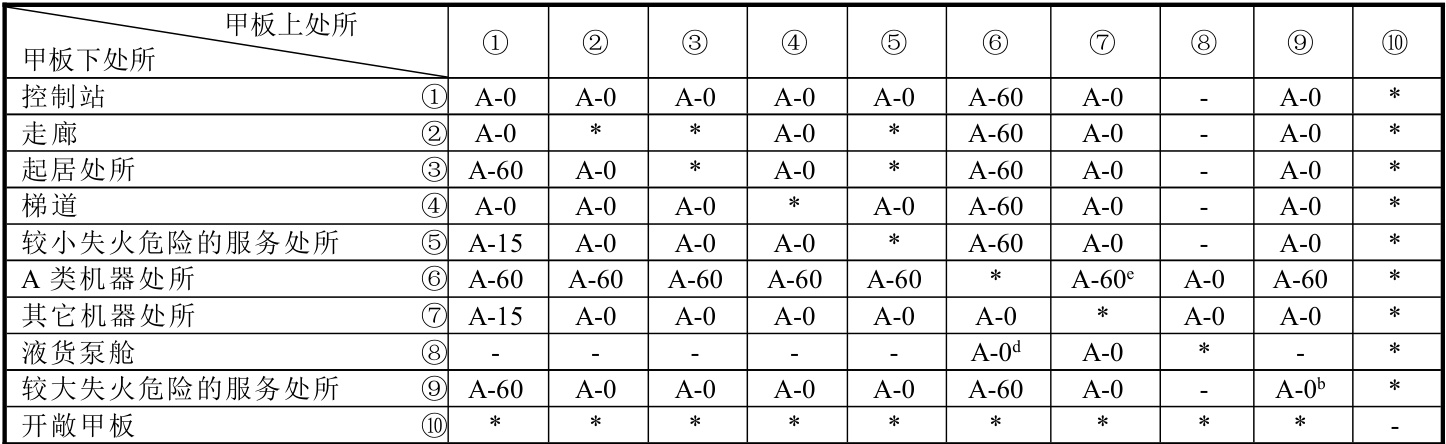 甲板上处所
甲板下处所 ① ② ③ ④ ⑤ ⑥ ⑦ ⑧ ⑨ ⑩
控制站 ① A-0 A-0 A-0 A-0 A-0 A-60 A-0 - A-0 *
走廊 ② A-0 * * A-0 * A-60 A-0 - A-0 *
起居处所 ③ A-60 A-0 * A-0 * A-60 A-0 - A-0 *
梯道 ④ A-0 A-0 A-0 * A-0 A-60 A-0 - A-0 *
较小失火危险的服务处所 ⑤ A-15 A-0 A-0 A-0 * A-60 A-0 - A-0 *
A 类机器处所 ⑥ A-60 A-60 A-60 A-60 A-60 * A-60ᵉ A-0 A-60 *
其它机器处所 ⑦ A-15 A-0 A-0 A-0 A-0 A-0 * A-0 A-0 *
液货泵舱 ⑧ - - - - - A-0ᵈ A-0 * - *
较大失火危险的服务处所 ⑨ A-60 A-0 A-0 A-0 A-0 A-60 A-0 - A-0ᵇ *
开敞甲板 ⑩ * * * * * * * * * -